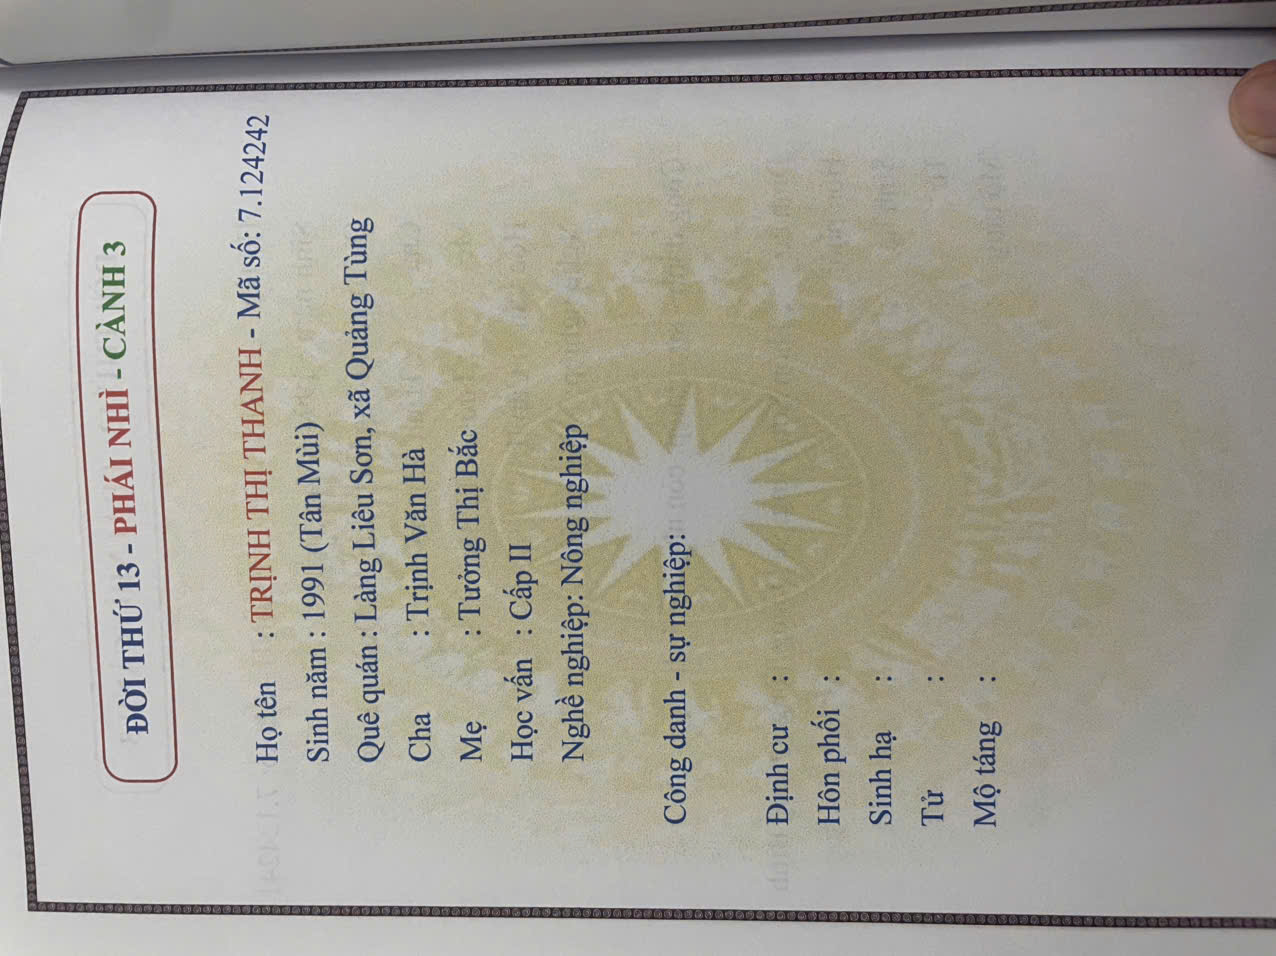 ĐỜI THỨ 13 - PHÁI NHÌ - CÀNH 3
Họ tên : TRỊNH THỊ THANH - Mã số: 7.124242
Sinh năm : 1991 (Tân Mùi)
Quê quán : Làng Liêu Sơn, xã Quảng Tùng
Cha : Trịnh Văn Hà
Mẹ : Tưởng Thị Bắc
Học vấn : Cấp II
Nghề nghiệp: Nông nghiệp
Công danh - sự nghiệp:
Định cư :
Hôn phối :
Sinh hạ :
Tử :
Mộ táng :